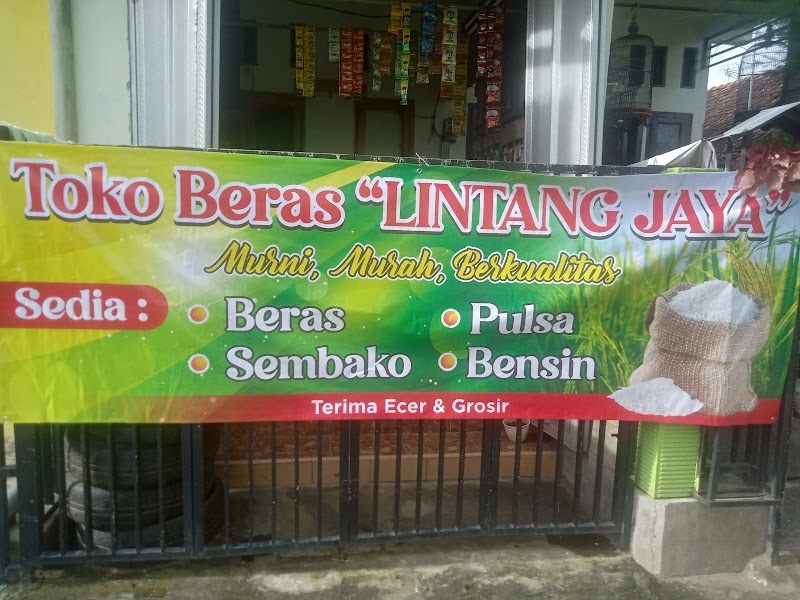 Toko Beras "LINTANG JAYA"
Murni, Murah, Berkualitas
Sedia :
Beras
Pulsa
Sembako
Bensin
Terima Ecer & Grosir